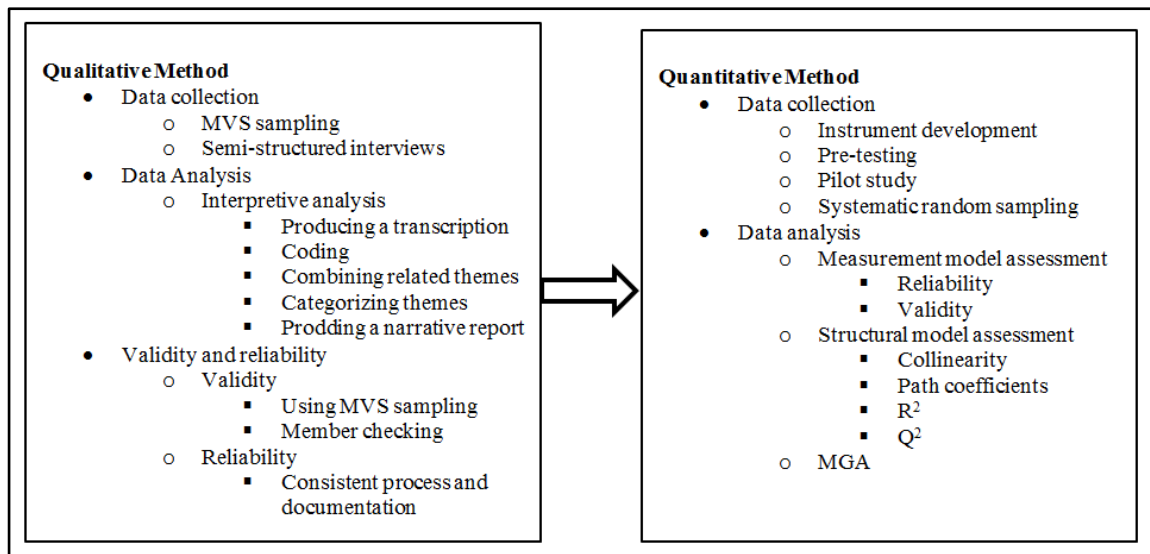 Qualitative Method
• Data collection
o MVS sampling
o Semi-structured interviews
• Data Analysis
o Interpretive analysis
▪ Producing a transcription
▪ Coding
▪ Combining related themes
▪ Categorizing themes
▪ Prodding a narrative report
• Validity and reliability
o Validity
▪ Using MVS sampling
▪ Member checking
o Reliability
▪ Consistent process and
documentation
Quantitative Method
• Data collection
o Instrument development
o Pre-testing
o Pilot study
o Systematic random sampling
• Data analysis
o Measurement model assessment
▪ Reliability
▪ Validity
o Structural model assessment
▪ Collinearity
▪ Path coefficients
▪ R²
▪ Q²
o MGA